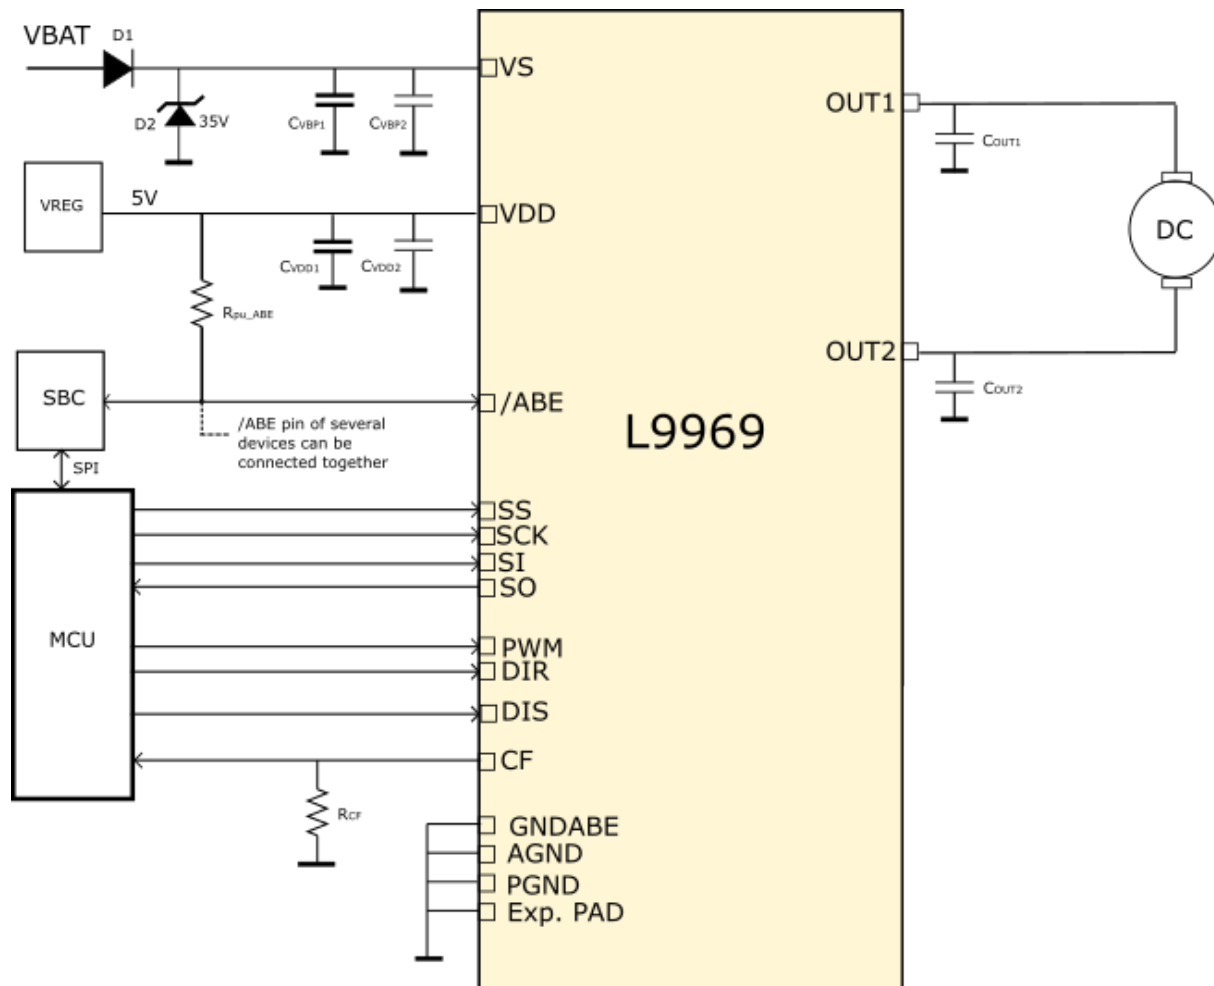 VBAT
D1
VS
OUT1
D2
35V
CVBP1
CVBP2
COUT1
VREG
5V
VDD
DC
CVDD1
CVDD2
Rpu_ABE
OUT2
SBC
/ABE
COUT2
/ABE pin of several
devices can be
connected together
L9969
SPI
SS
SCK
SI
SO
MCU
PWM
DIR
DIS
CF
RCF
GNDABE
AGND
PGND
Exp. PAD